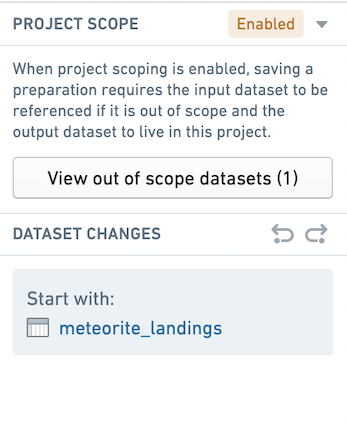 PROJECT SCOPE Enabled
When project scoping is enabled, saving a
preparation requires the input dataset to be
referenced if it is out of scope and the
output dataset to live in this project.
View out of scope datasets (1)
DATASET CHANGES
Start with:
meteorite_landings